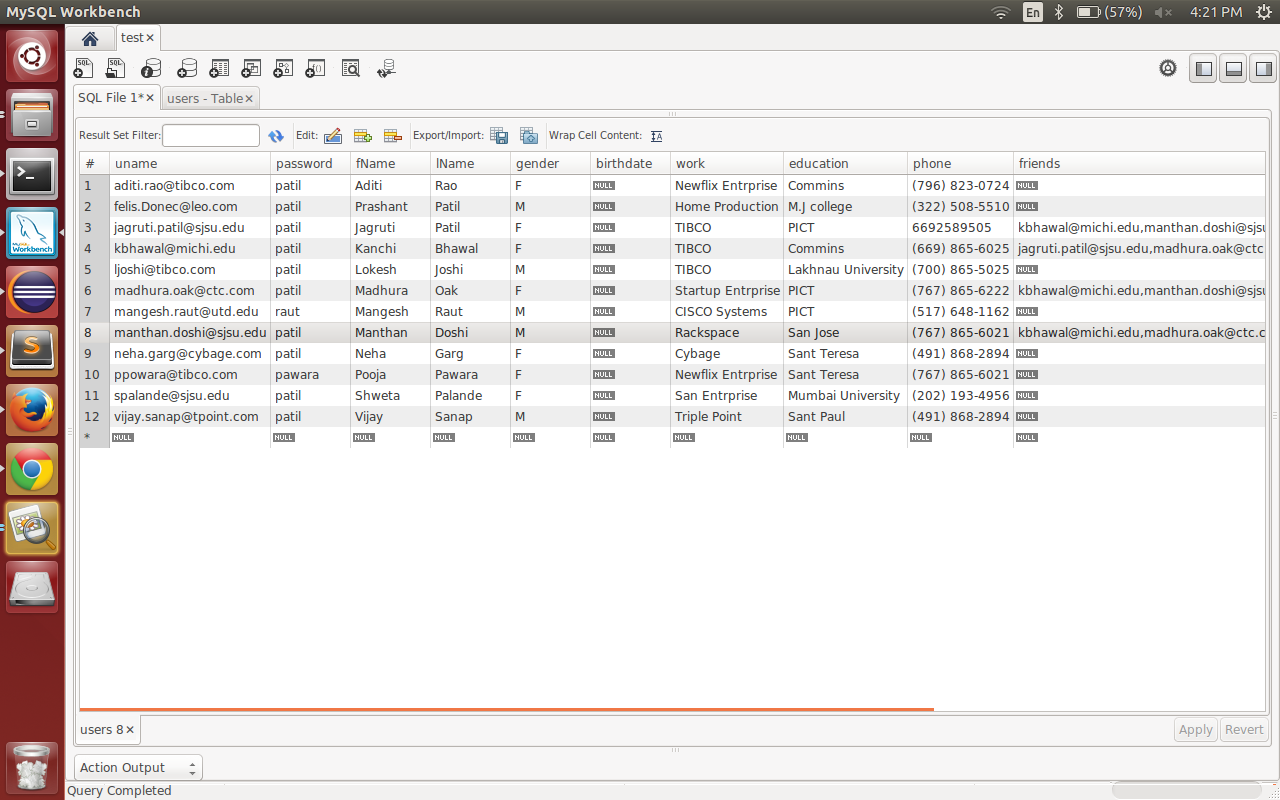 MySQL Workbench En (57%) 4:21 PM
test
SQL File 1* users - Table
Result Set Filter: Edit: Export/Import: Wrap Cell Content:
# uname password fName lName gender birthdate work education phone friends
1 aditi.rao@tibco.com patil Aditi Rao F NULL Newflix Entrprise Commins (796) 823-0724 NULL
2 felis.Donec@leo.com patil Prashant Patil M NULL Home Production M.J college (322) 508-5510 NULL
3 jagruti.patil@sjsu.edu patil Jagruti Patil F NULL TIBCO PICT 6692589505 kbhawal@michi.edu,manthan.doshi@sjsu
4 kbhawal@michi.edu patil Kanchi Bhawal F NULL TIBCO Commins (669) 865-6025 jagruti.patil@sjsu.edu,madhura.oak@ctc
5 ljoshi@tibco.com patil Lokesh Joshi M NULL TIBCO Lakhnau University (700) 865-5025 NULL
6 madhura.oak@ctc.com patil Madhura Oak F NULL Startup Entrprise PICT (767) 865-6222 kbhawal@michi.edu,manthan.doshi@sjsu
7 mangesh.raut@utd.edu raut Mangesh Raut M NULL CISCO Systems PICT (517) 648-1162 NULL
8 manthan.doshi@sjsu.edu patil Manthan Doshi M NULL Rackspace San Jose (767) 865-6021 kbhawal@michi.edu,madhura.oak@ctc.c
9 neha.garg@cybage.com patil Neha Garg F NULL Cybage Sant Teresa (491) 868-2894 NULL
10 ppowara@tibco.com pawara Pooja Pawara F NULL Newflix Entrprise Sant Teresa (767) 865-6021 NULL
11 spalande@sjsu.edu patil Shweta Palande F NULL San Entrprise Mumbai University (202) 193-4956 NULL
12 vijay.sanap@tpoint.com patil Vijay Sanap M NULL Triple Point Sant Paul (491) 868-2894 NULL
* NULL NULL NULL NULL NULL NULL NULL NULL NULL NULL
users 8 Apply Revert
Action Output
Query Completed